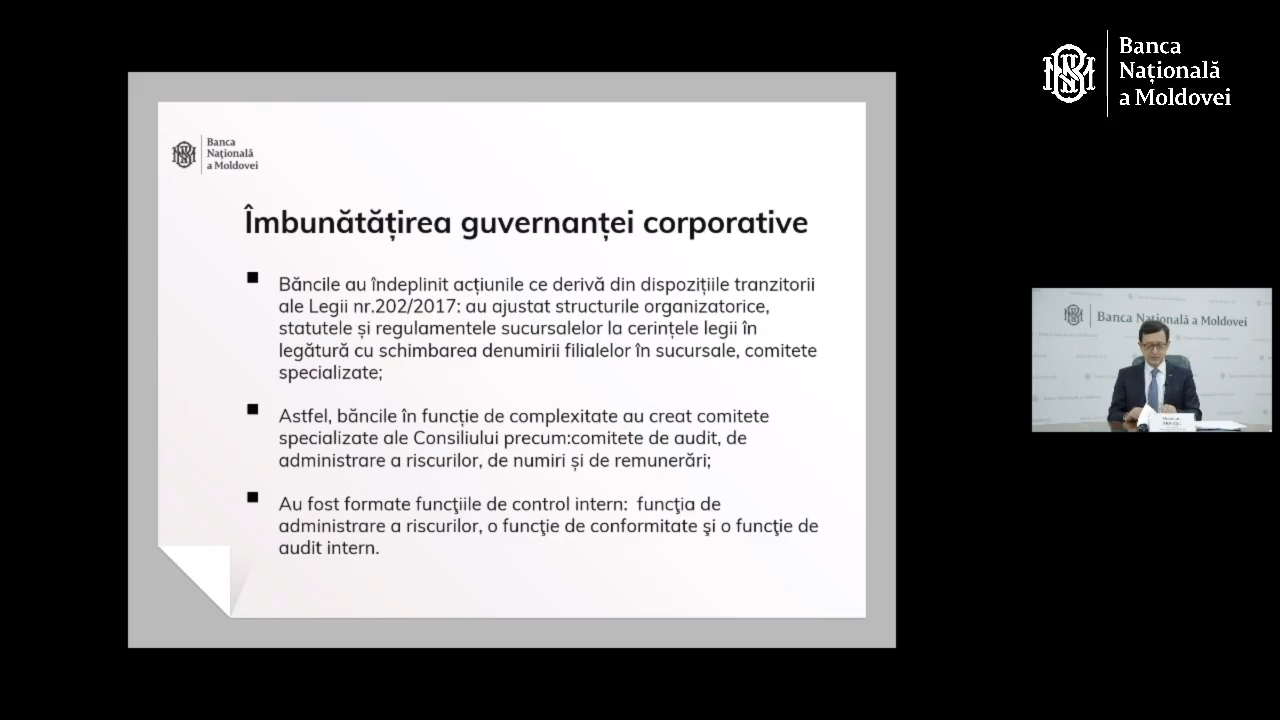 Banca
Națională
a Moldovei
Banca
Națională
a Moldovei
Îmbunătățirea guvernanței corporative
Băncile au îndeplinit acțiunile ce derivă din dispozițiile tranzitorii
ale Legii nr.202/2017: au ajustat structurile organizatorice,
statutele și regulamentele sucursalelor la cerințele legii în
legătură cu schimbarea denumirii filialelor în sucursale, comitete
specializate;
Astfel, băncile în funcție de complexitate au creat comitete
specializate ale Consiliului precum:comitete de audit, de
administrare a riscurilor, de numiri și de remunerări;
Au fost formate funcţiile de control intern:  funcţia de
administrare a riscurilor, o funcţie de conformitate şi o funcţie de
audit intern.
Banca Națională a Moldovei